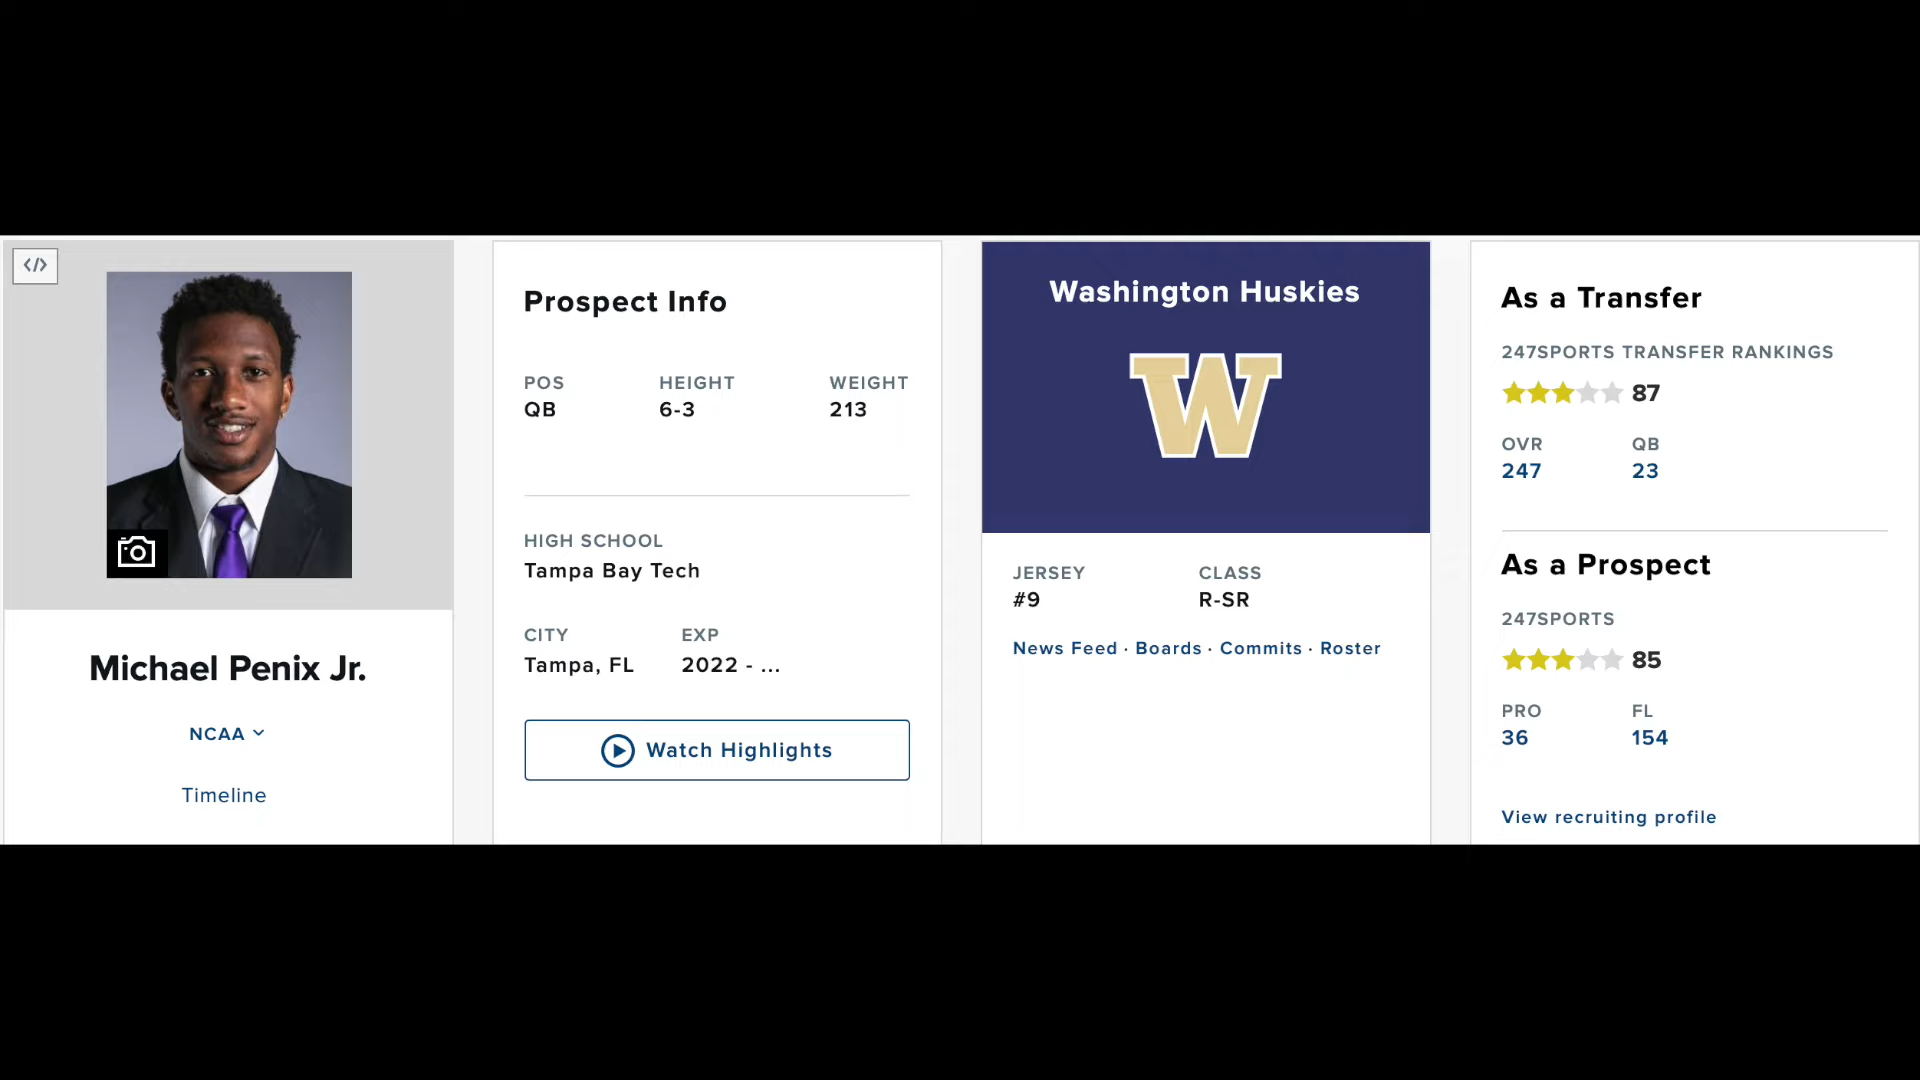 </>
Michael Penix Jr.
NCAA
Timeline
Prospect Info
POS HEIGHT WEIGHT
QB 6-3 213
HIGH SCHOOL
Tampa Bay Tech
CITY EXP
Tampa, FL 2022 - ...
Watch Highlights
Washington Huskies
W
JERSEY CLASS
#9 R-SR
News Feed · Boards · Commits · Roster
As a Transfer
247SPORTS TRANSFER RANKINGS
87
OVR QB
247 23
As a Prospect
247SPORTS
85
PRO FL
36 154
View recruiting profile